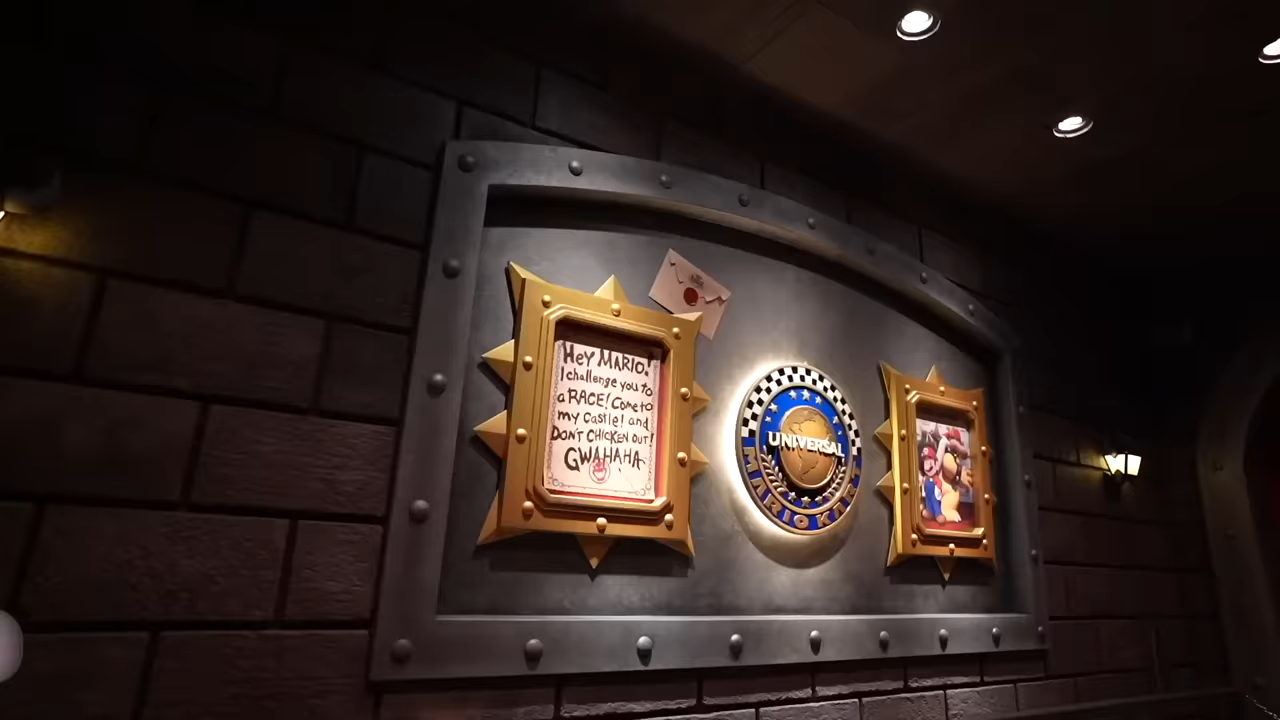 Hey MARIO!
I challenge you to
a RACE! Come to
my Castle! and
DON'T CHICKEN OUT!
GWAHAHA
UNIVERSAL
MARIO KART